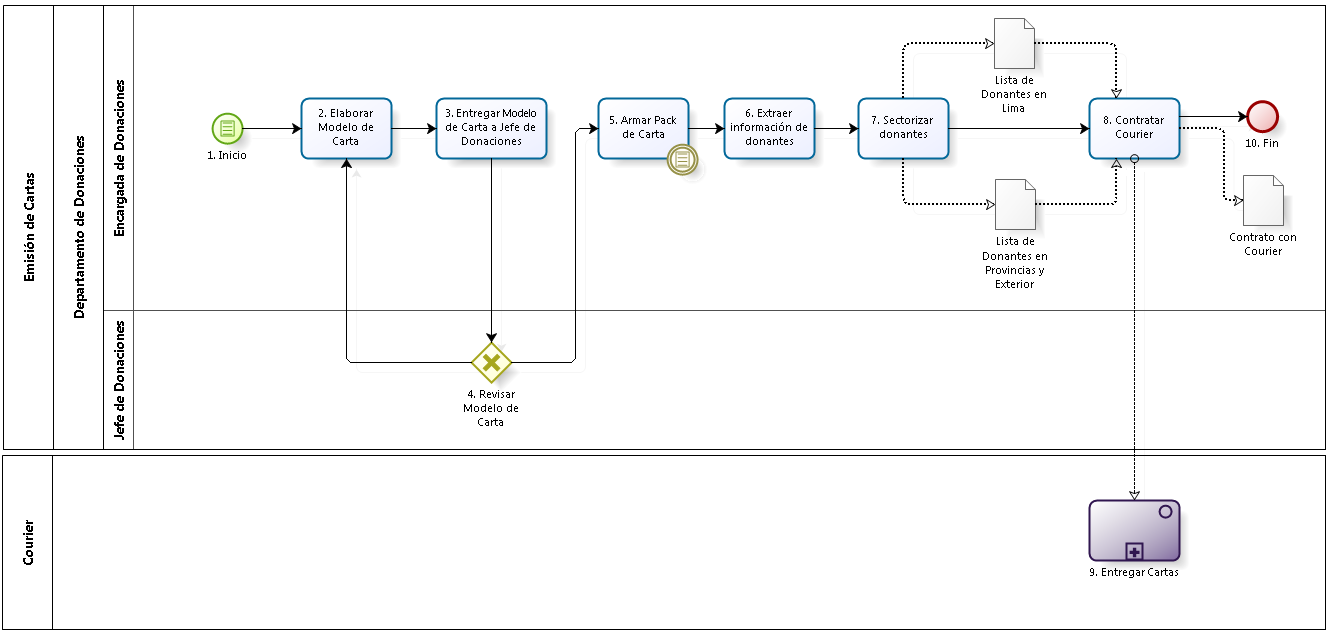 Emisión de Cartas
Departamento de Donaciones
Encargada de Donaciones
1. Inicio
2. Elaborar
Modelo de
Carta
3. Entregar Modelo
de Carta a Jefe de
Donaciones
5. Armar Pack
de Carta
6. Extraer
información de
donantes
7. Sectorizar
donantes
Lista de
Donantes en
Lima
Lista de
Donantes en
Provincias y
Exterior
8. Contratar
Courier
10. Fin
Contrato con
Courier
Jefe de Donaciones
4. Revisar
Modelo de
Carta
Courier
9. Entregar Cartas